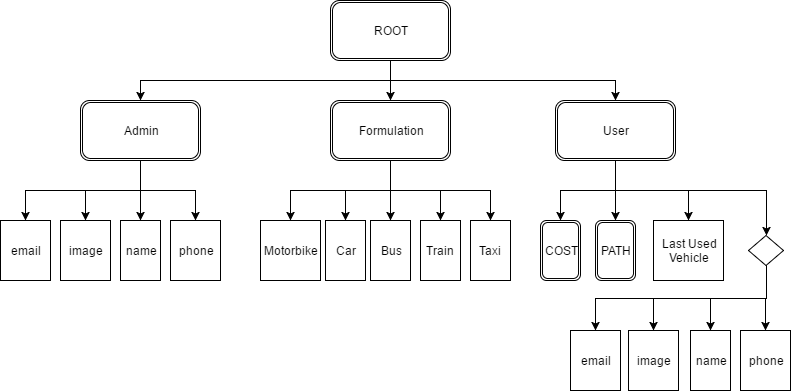 ROOT
Admin
Formulation
User
email
image
name
phone
Motorbike
Car
Bus
Train
Taxi
COST
PATH
Last Used
Vehicle
email
image
name
phone